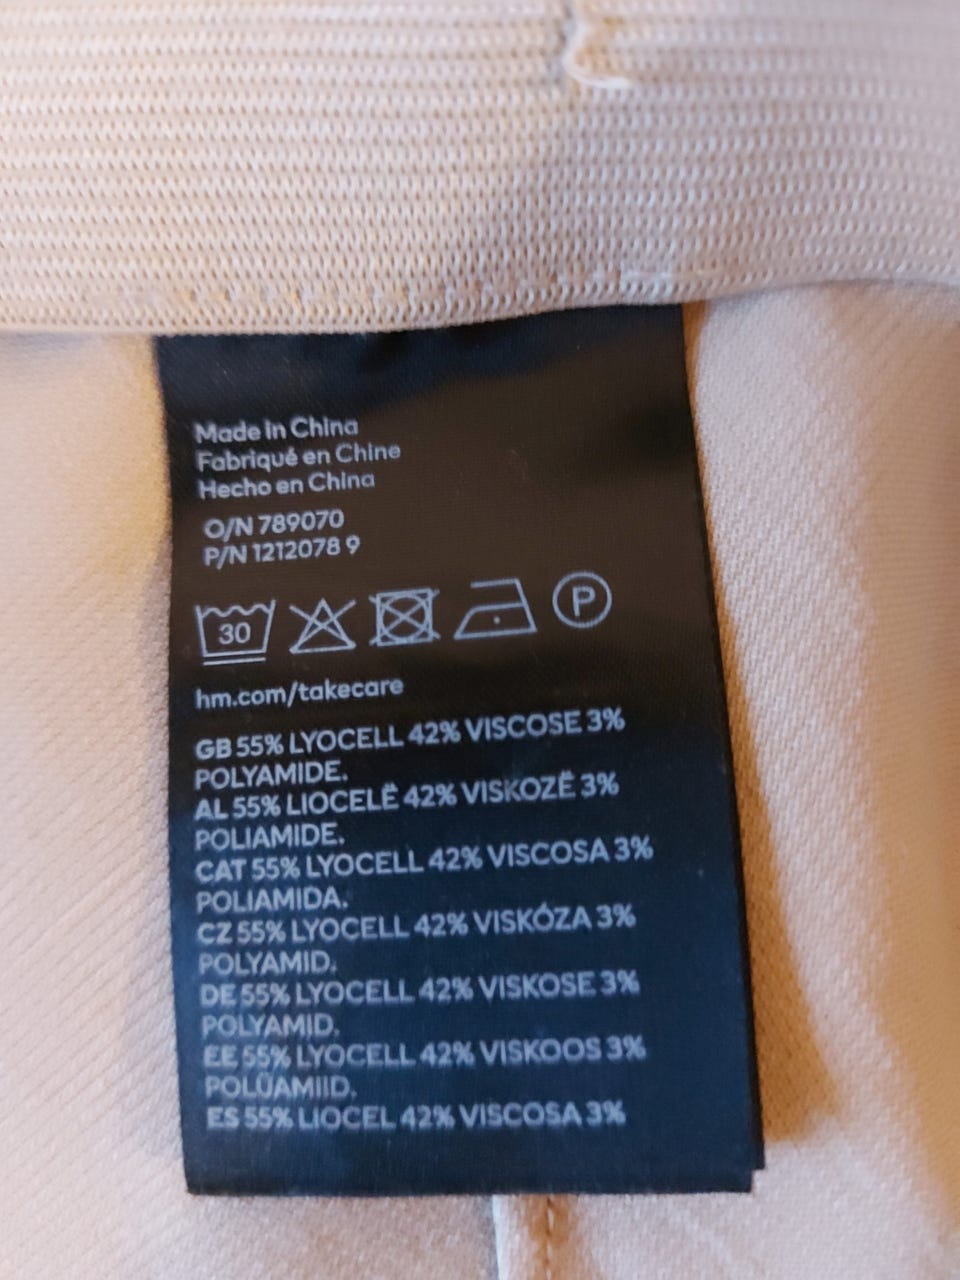 Made in China
Fabriqué en Chine
Hecho en China
O/N 789070
P/N 1212078 9
30 P
hm.com/takecare
GB 55% LYOCELL 42% VISCOSE 3%
POLYAMIDE.
AL 55% LIOCELË 42% VISKOZË 3%
POLIAMIDE.
CAT 55% LYOCELL 42% VISCOSA 3%
POLIAMIDA.
CZ 55% LYOCELL 42% VISKÓZA 3%
POLYAMID.
DE 55% LYOCELL 42% VISKOSE 3%
POLYAMID.
EE 55% LYOCELL 42% VISKOOS 3%
POLÜAMIID.
ES 55% LIOCEL 42% VISCOSA 3%